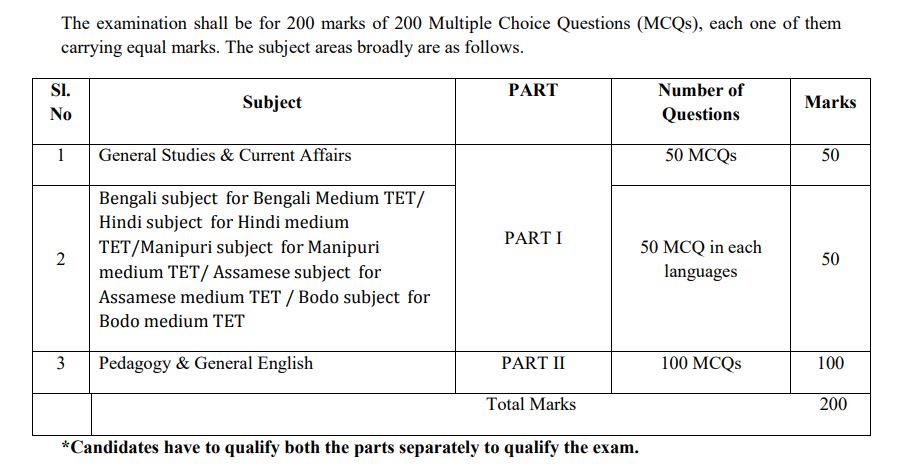 The examination shall be for 200 marks of 200 Multiple Choice Questions (MCQs), each one of them
carrying equal marks. The subject areas broadly are as follows.
Sl. No Subject PART Number of Questions Marks
1 General Studies & Current Affairs 50 MCQs 50
Bengali subject for Bengali Medium TET/
Hindi subject for Hindi medium
TET/Manipuri subject for Manipuri
medium TET/ Assamese subject for
Assamese medium TET / Bodo subject for
Bodo medium TET
2 PART I 50 MCQ in each languages 50
3 Pedagogy & General English PART II 100 MCQs 100
Total Marks 200
*Candidates have to qualify both the parts separately to qualify the exam.